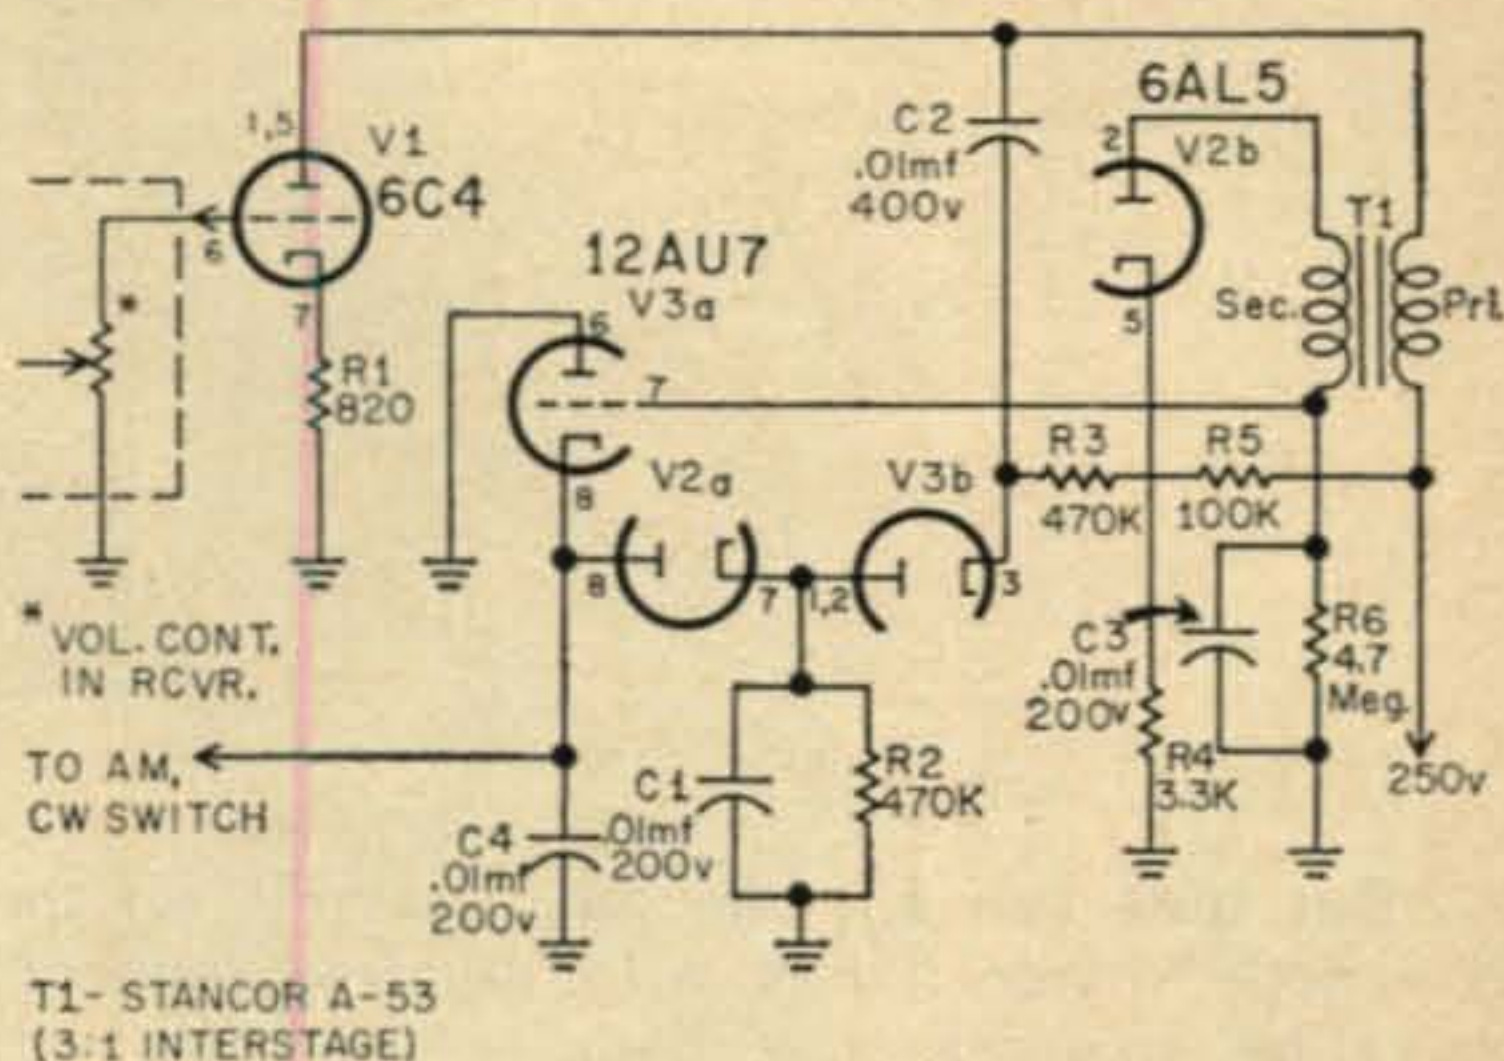 6AL5
C2
.01mf
400v
2
V2b
1,5
V1
6C4
6
7
*
12AU7
V3a
6
7
8
T1
Sec.
Pri.
5
R1
820
R3
470K
R5
100K
V2a
V3b
8
7
1,2
3
*
VOL. CONT.
IN RCVR.
C3
.01mf
200v
R6
4.7
Meg.
R4
3.3K
250v
TO AM,
CW SWITCH
C1
.01mf
200v
R2
470K
C4
.01mf
200v
T1- STANCOR A-53
(3:1 INTERSTAGE)